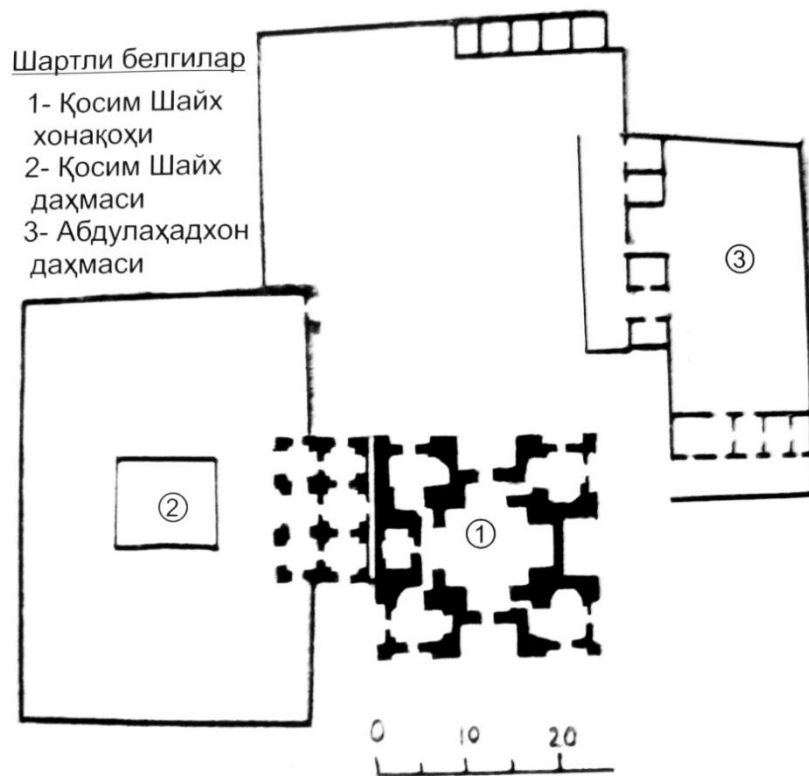 Шартли белгилар
1- Қосим Шайх
хонақоҳи
2- Қосим Шайх
даҳмаси
3- Абдулаҳадхон
даҳмаси
3
2
1
0 10 20